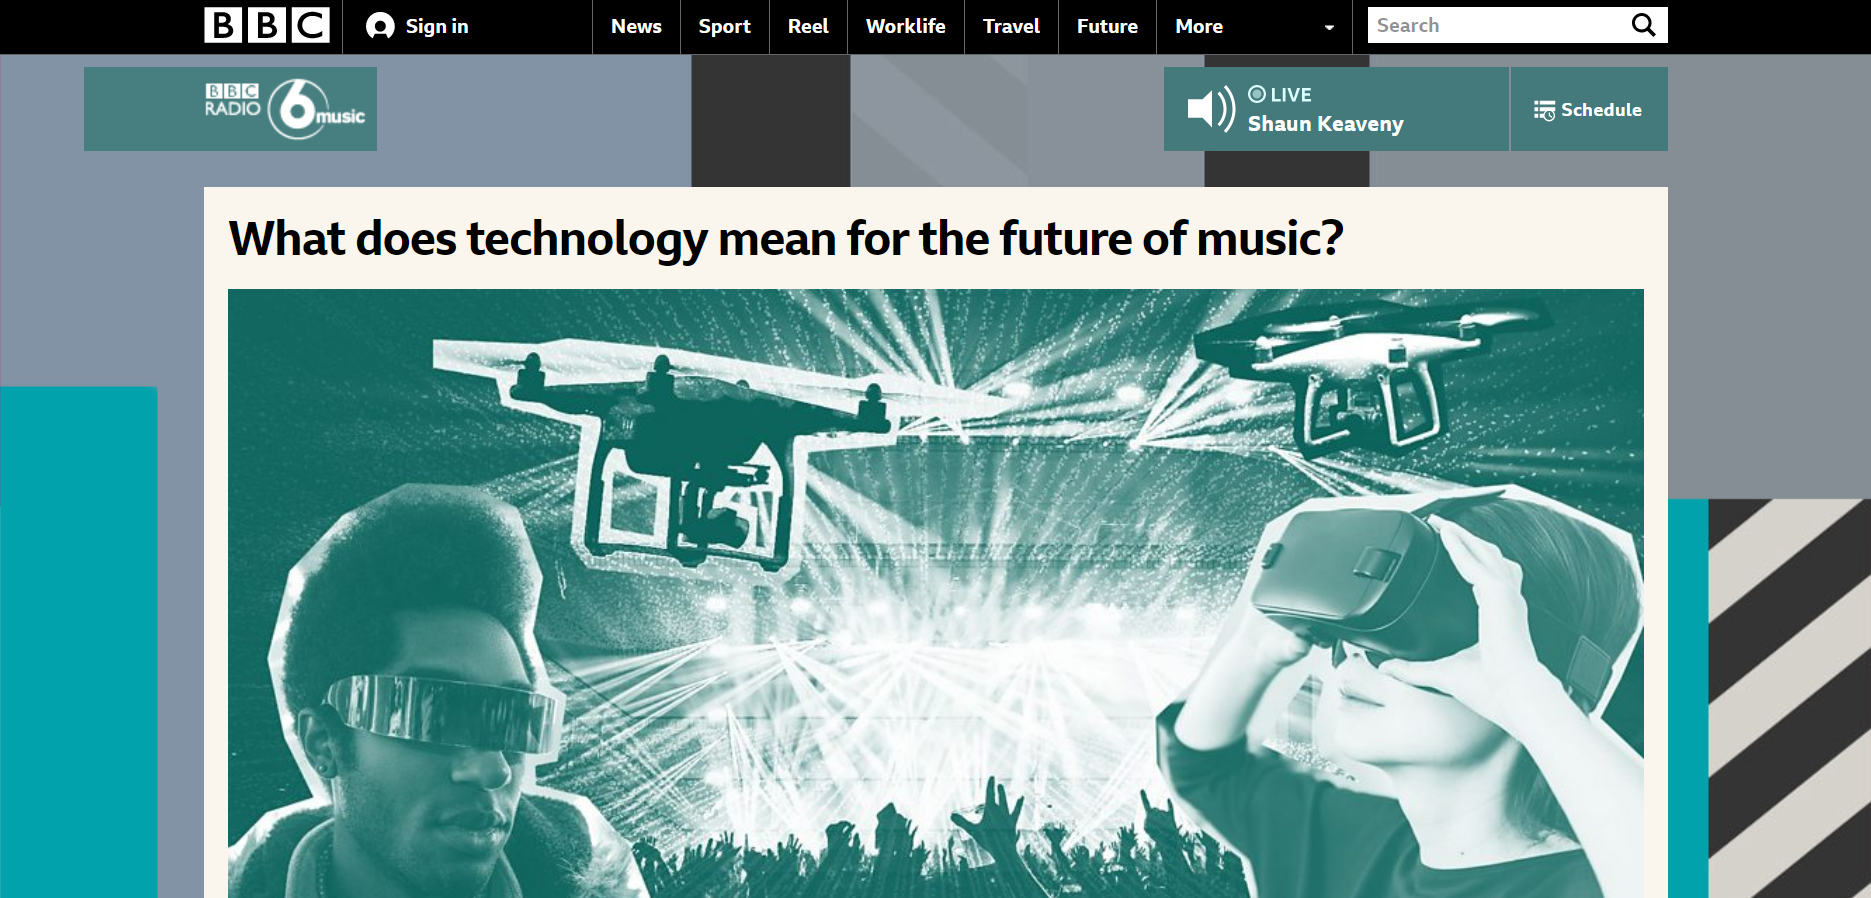 BBC
Sign in
News
Sport
Reel
Worklife
Travel
Future
More
Search
BBC
RADIO
6
music
LIVE
Shaun Keaveny
Schedule
What does technology mean for the future of music?